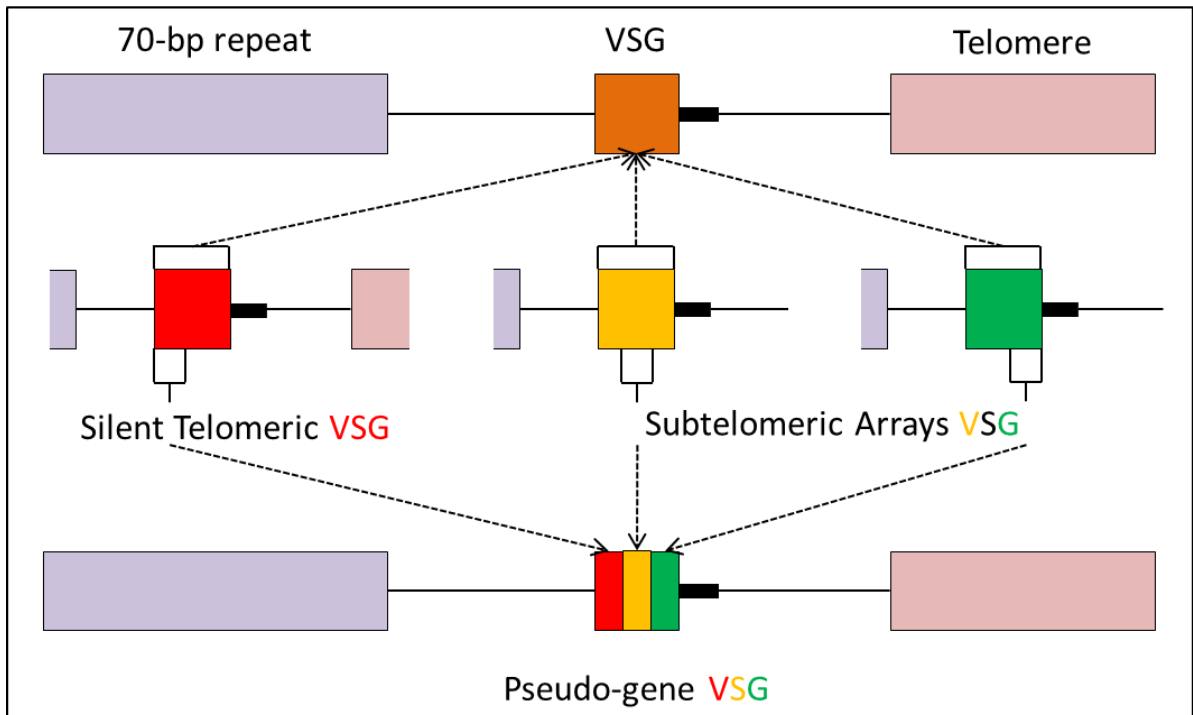 70-bp repeat VSG Telomere
Silent Telomeric VSG Subtelomeric Arrays VSG
Pseudo-gene VSG